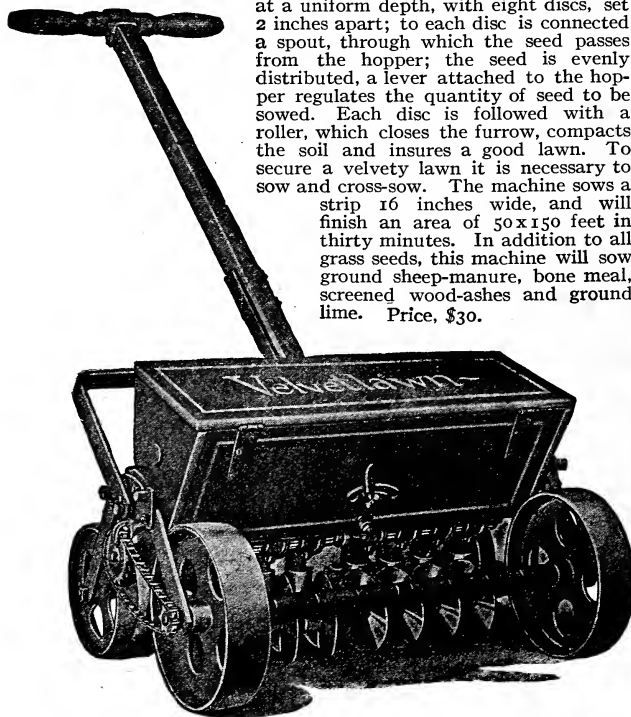 at a uniform depth, with eight discs, set
2 inches apart; to each disc is connected
a spout, through which the seed passes
from the hopper; the seed is evenly
distributed, a lever attached to the hop-
per regulates the quantity of seed to be
sowed. Each disc is followed with a
roller, which closes the furrow, compacts
the soil and insures a good lawn. To
secure a velvety lawn it is necessary to
sow and cross-sow. The machine sows a
strip 16 inches wide, and will
finish an area of 50x150 feet in
thirty minutes. In addition to all
grass seeds, this machine will sow
ground sheep-manure, bone meal,
screened wood-ashes and ground
lime. Price, $30.
Velvetlawn